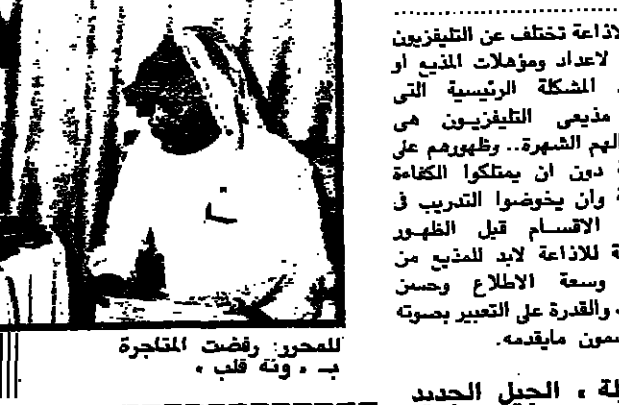 لاذاعة تختلف عن التليفزيون
لاعداد ومؤهلات المذيع او
المشكلة الرئيسية التى
مذيعى التليفزيون هى
الهم الشهرة.. وظهورهم على
دون ان يمتلكوا الكفاءة
وان يخوضوا التدريب فى
الاقسام قبل الظهور
للاذاعة لابد للمذيع من
وسعة الاطلاع وحسن
والقدرة على التعبير بصوته
مايقدمه.
الجيل الجديد
للمحرر: رفضت المتاجرة
بـ « ونة قلب »